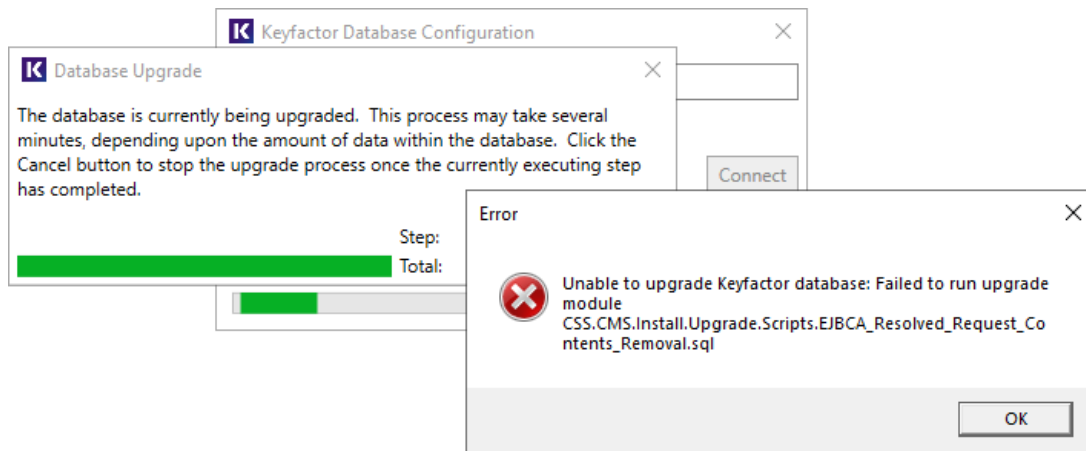 Keyfactor Database Configuration
Database Upgrade
The database is currently being upgraded.  This process may take several
minutes, depending upon the amount of data within the database.  Click the
Cancel button to stop the upgrade process once the currently executing step
has completed.
Connect
Step:
Total:
Error
Unable to upgrade Keyfactor database: Failed to run upgrade
module
CSS.CMS.Install.Upgrade.Scripts.EJBCA_Resolved_Request_Co
ntents_Removal.sql
OK